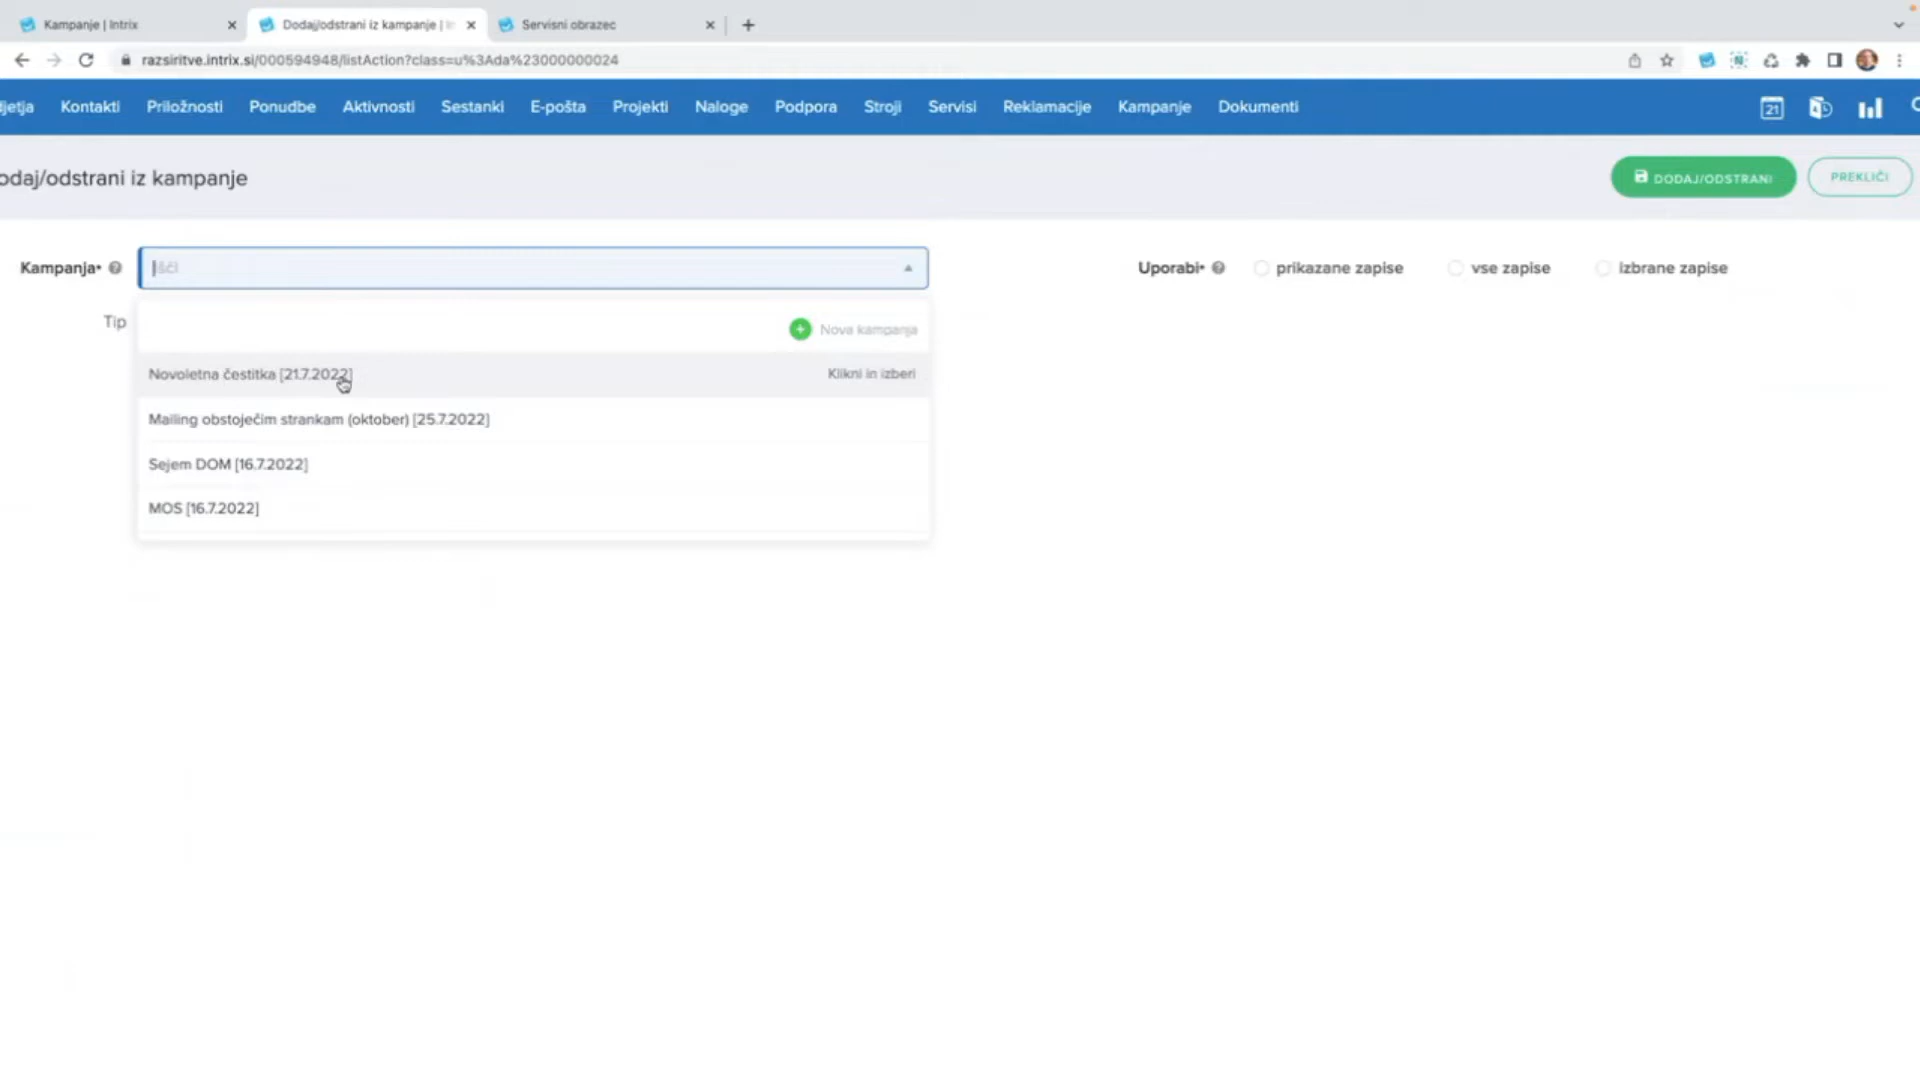 Kampanje | Intrix
Dodaj/odstrani iz kampanje |
Servisni obrazec
razsiritve.intrix.si/000594948/listAction?class=u%3Ada%23000000024
djetja Kontakti Priložnosti Ponudbe Aktivnosti Sestanki E-pošta Projekti Naloge Podpora Stroji Servisi Reklamacije Kampanje Dokumenti
21
odaj/odstrani iz kampanje
DODAJ/ODSTRANI
PREKLIČI
Kampanja•
Išči
Uporabi• prikazane zapise vse zapise izbrane zapise
Tip
Nova kampanja
Novoletna čestitka [21.7.2022] Klikni in izberi
Mailing obstoječim strankam (oktober) [25.7.2022]
Sejem DOM [16.7.2022]
MOS [16.7.2022]